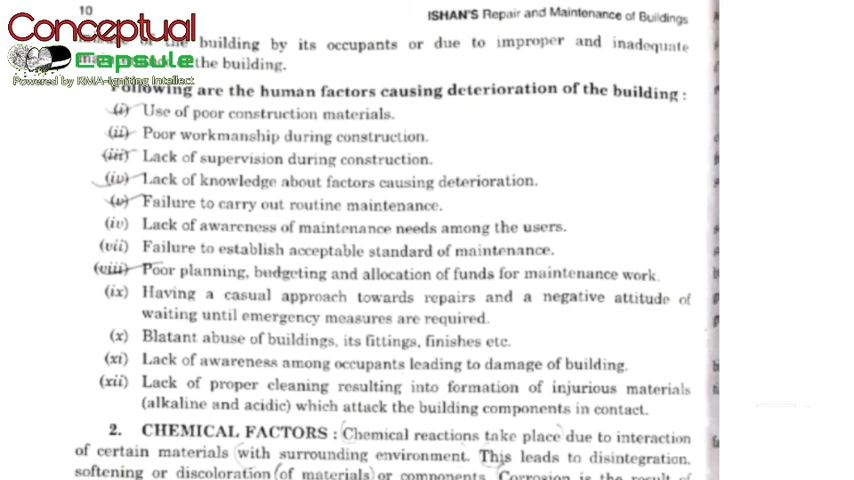 10
ISHAN'S Repair and Maintenance of Buildings
Conceptual
Capsule
Powered by KMA-igniting Intellect
the building by its occupants or due to improper and inadequate
the building.
Following are the human factors causing deterioration of the building :
(i) Use of poor construction materials.
(ii) Poor workmanship during construction.
(iii) Lack of supervision during construction.
(iv) Lack of knowledge about factors causing deterioration.
(v) Failure to carry out routine maintenance.
(iv) Lack of awareness of maintenance needs among the users.
(vii) Failure to establish acceptable standard of maintenance.
(viii) Poor planning, budgeting and allocation of funds for maintenance work.
(ix) Having a casual approach towards repairs and a negative attitude of
waiting until emergency measures are required.
(x) Blatant abuse of buildings, its fittings, finishes etc.
(xi) Lack of awareness among occupants leading to damage of building.
(xii) Lack of proper cleaning resulting into formation of injurious materials
(alkaline and acidic) which attack the building components in contact.
2. CHEMICAL FACTORS : Chemical reactions take place due to interaction
of certain materials with surrounding environment. This leads to disintegration,
softening or discoloration (of materials) or components. Corrosion is the result of